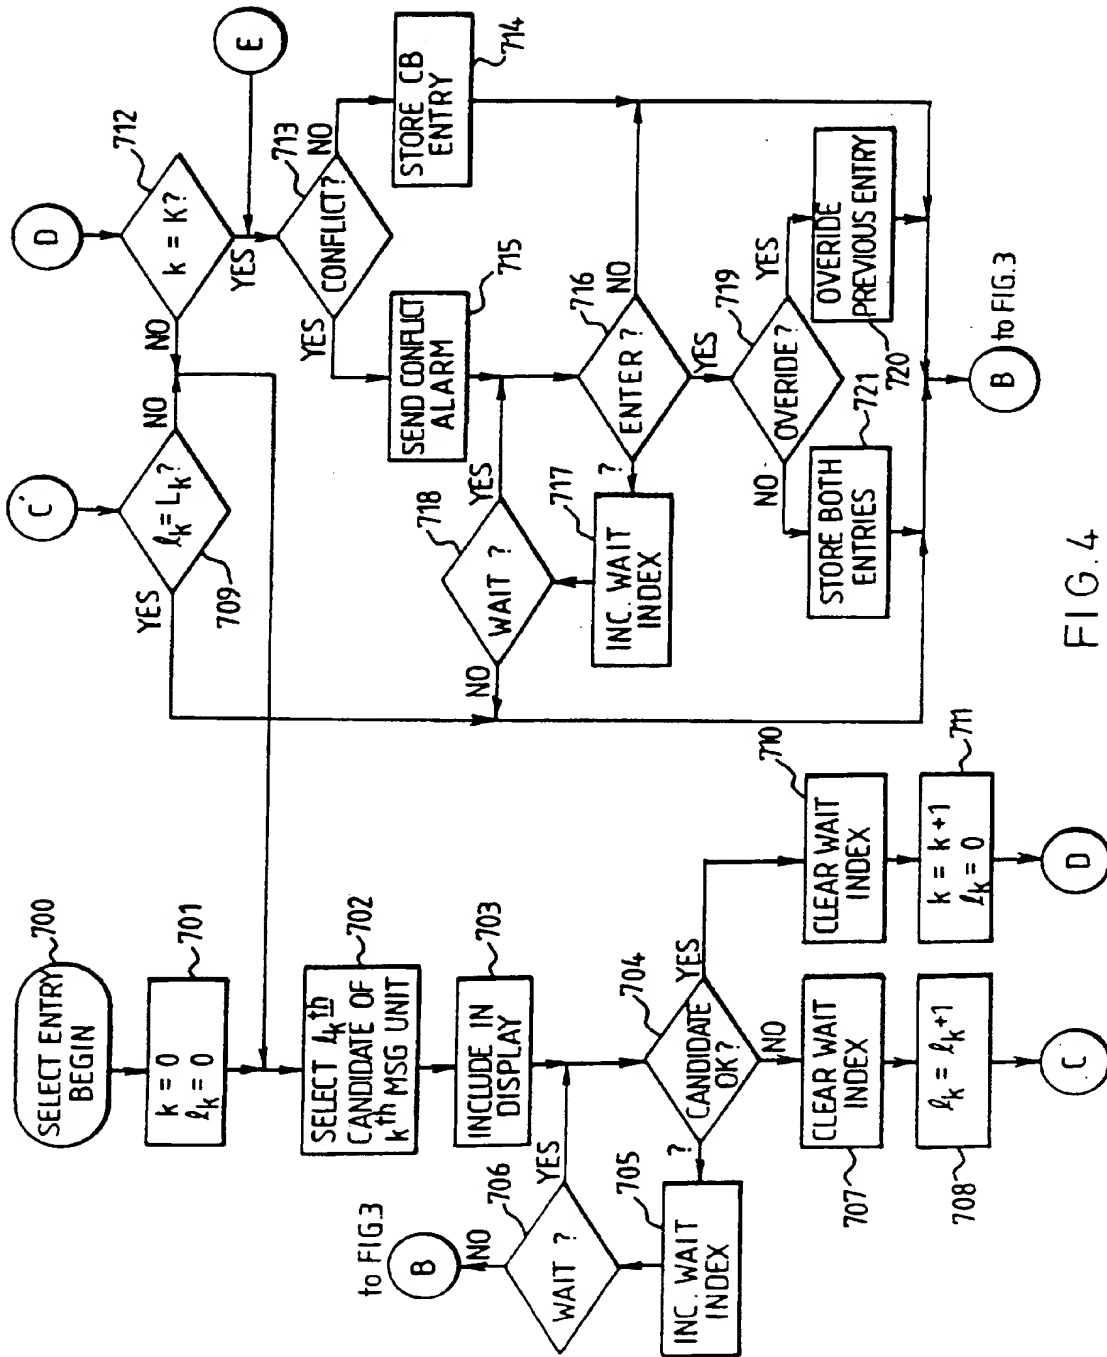 SELECT ENTRY
BEGIN
700
k = 0
ℓk = 0
701
SELECT ℓk th
CANDIDATE OF
k th MSG UNIT
702
INCLUDE IN
DISPLAY
703
CANDIDATE
OK?
704
YES
NO
?
INC. WAIT
INDEX
705
WAIT ?
706
YES
NO
B
to FIG.3
CLEAR WAIT
INDEX
707
ℓk = ℓk+1
708
C
CLEAR WAIT
INDEX
710
k = k+1
ℓk = 0
711
D
C'
ℓk = Lk?
709
YES
NO
D
k = K?
712
NO
YES
E
CONFLICT?
713
YES
NO
STORE CB
ENTRY
714
SEND CONFLICT
ALARM
715
ENTER ?
716
NO
YES
?
INC. WAIT
INDEX
717
WAIT ?
718
YES
NO
OVERIDE?
719
YES
NO
OVERIDE
PREVIOUS ENTRY
720
STORE BOTH
ENTRIES
721
B
to FIG.3
FIG.4